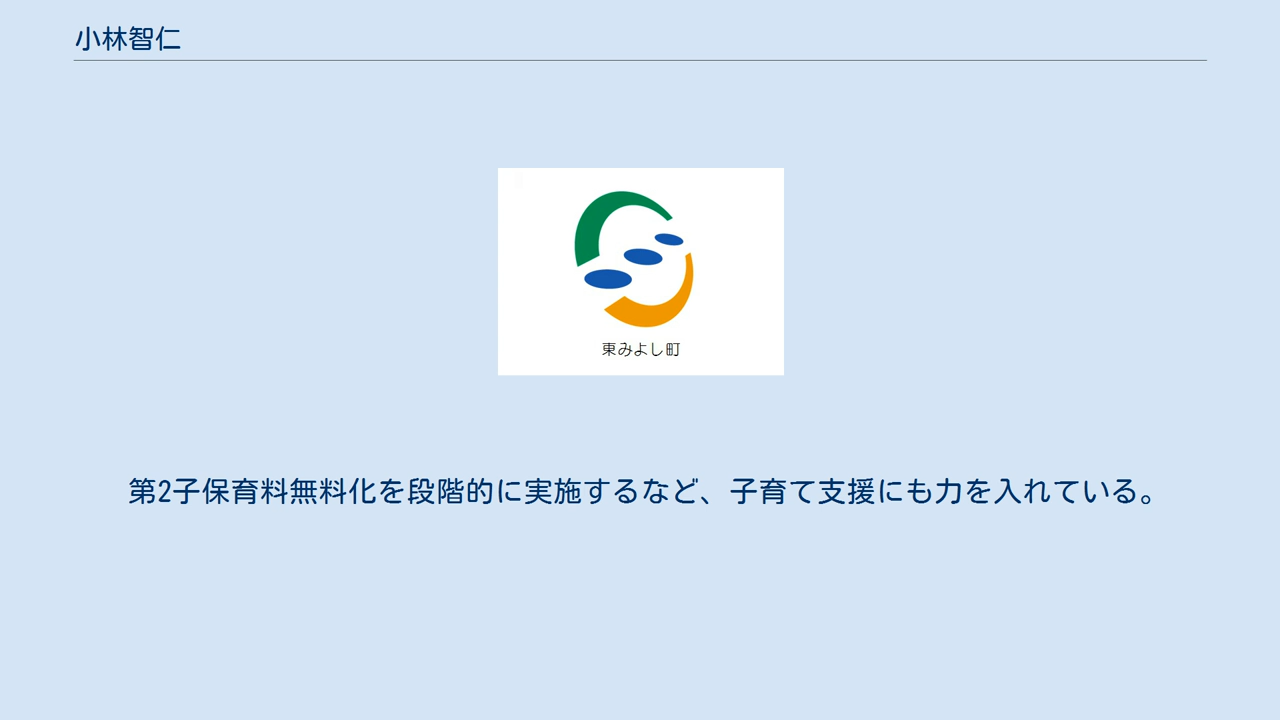 小林智仁
東みよし町
第2子保育料無料化を段階的に実施するなど、子育て支援にも力を入れている。